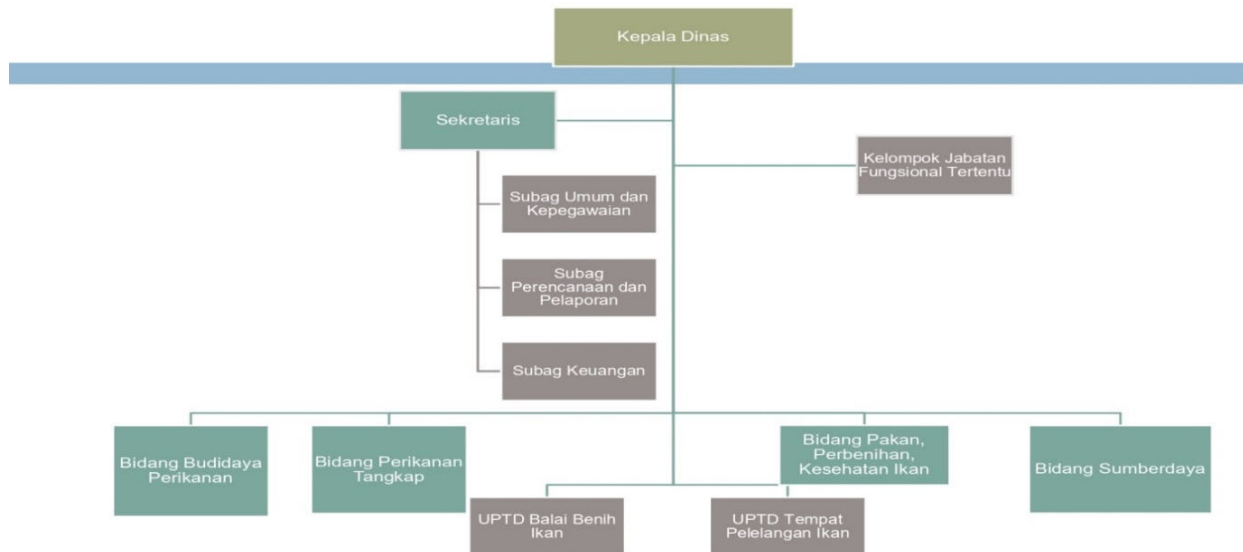 Kepala Dinas
Sekretaris
Kelompok Jabatan
Fungsional Tertentu
Subag Umum dan
Kepegawaian
Subag
Perencanaan dan
Pelaporan
Subag Keuangan
Bidang Budidaya
Perikanan
Bidang Perikanan
Tangkap
Bidang Pakan,
Perbenihan,
Kesehatan Ikan
Bidang Sumberdaya
UPTD Balai Benih
Ikan
UPTD Tempat
Pelelangan Ikan